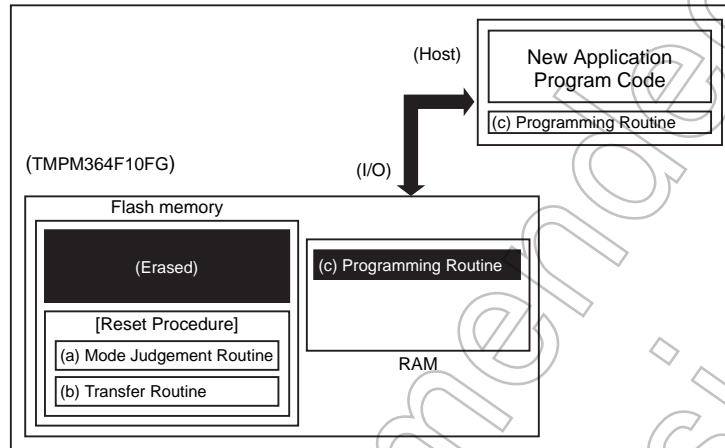 (Host)
New Application
Program Code
(c) Programming Routine
(TMPM364F10FG)
(I/O)
Flash memory
(Erased)
(c) Programming Routine
[Reset Procedure]
(a) Mode Judgement Routine
(b) Transfer Routine
RAM